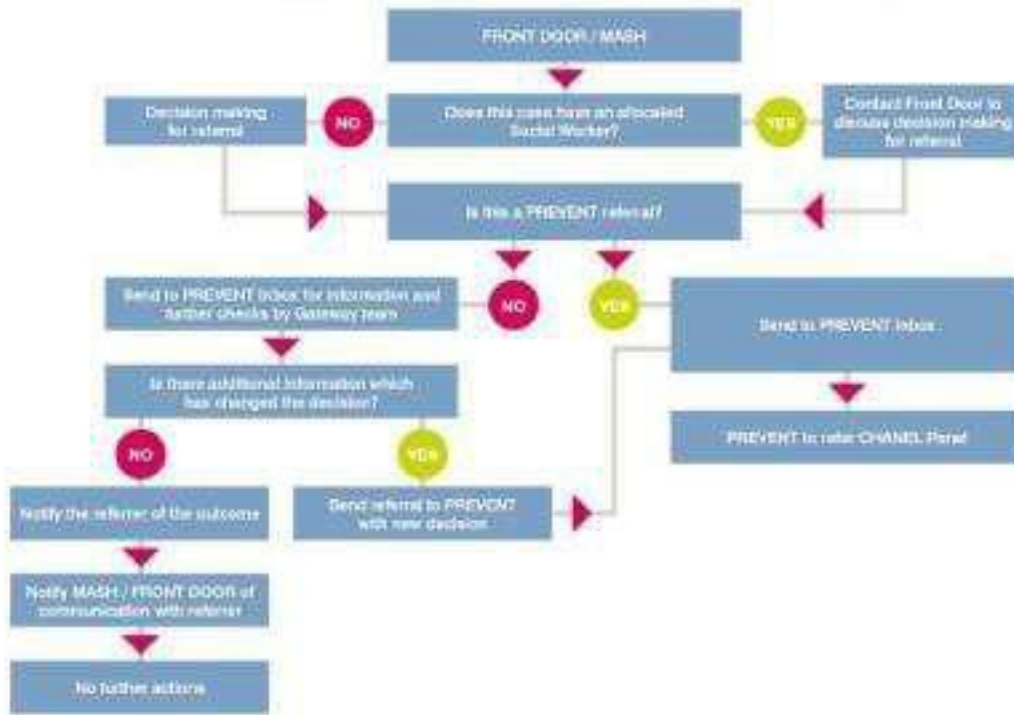 FRONT DOOR / MASH
Decision making
for referral
NO
Does this case have an allocated
Social Worker?
YES
Contact Front Door to
discuss decision making
for referral
Is this a PREVENT referral?
Send to PREVENT Inbox for information and
further checks by Gateway team
NO
YES
Send to PREVENT Inbox
Is there additional information which
has changed the decision?
PREVENT to refer CHANEL Panel
NO
YES
Notify the referrer of the outcome
Send referral to PREVENT
with new decision
Notify MASH / FRONT DOOR of
communication with referrer
No further actions